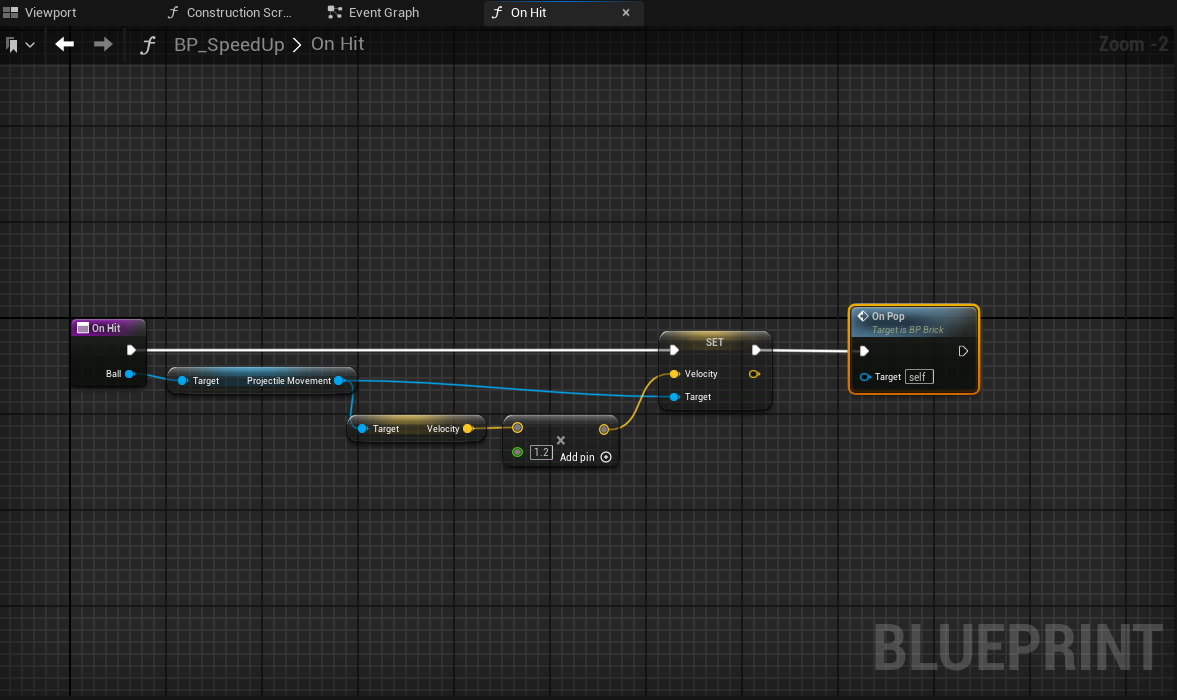 Viewport
Construction Scr...
Event Graph
On Hit
BP_SpeedUp > On Hit
Zoom -2
On Hit
Ball
Target Projectile Movement
Target Velocity
1.2
Add pin
SET
Velocity
Target
On Pop
Target is BP Brick
Target self
BLUEPRINT